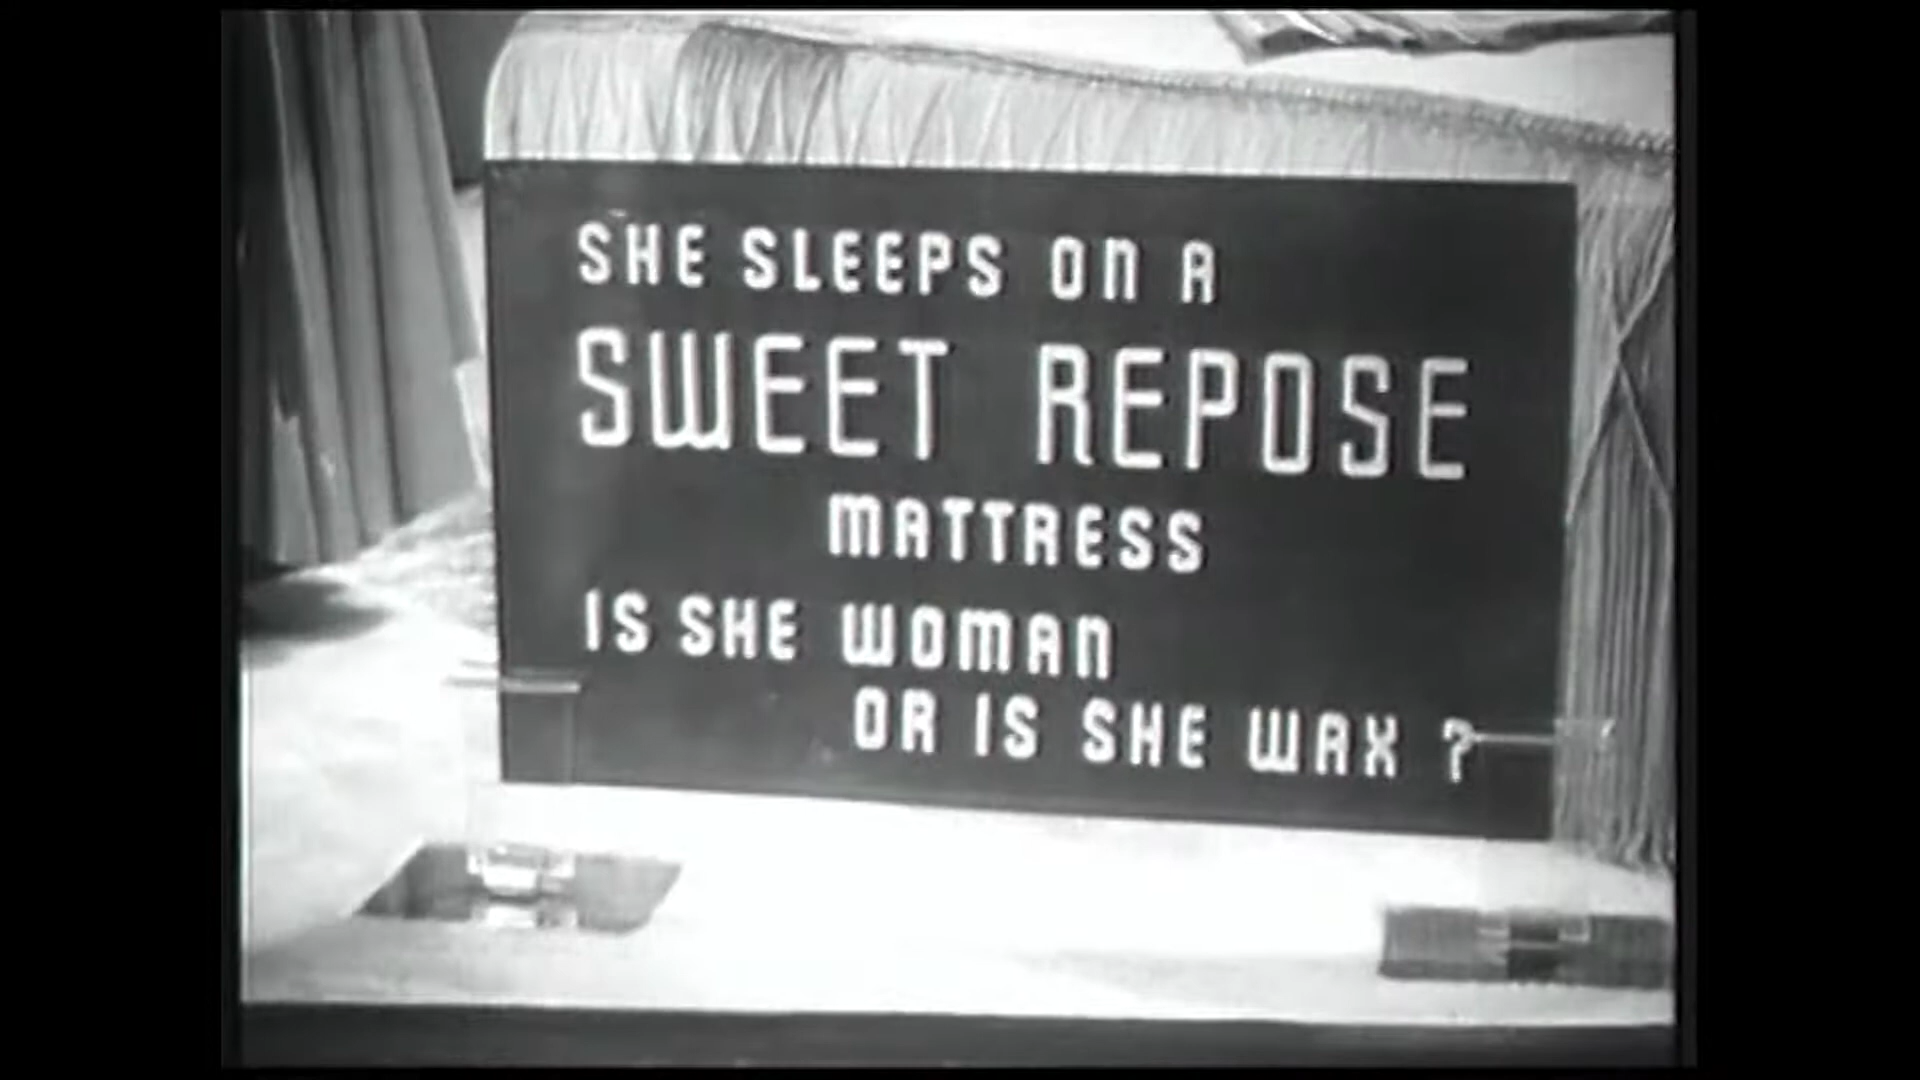 SHE SLEEPS ON A
SWEET REPOSE
MATTRESS
IS SHE WOMAN
OR IS SHE WAX ?